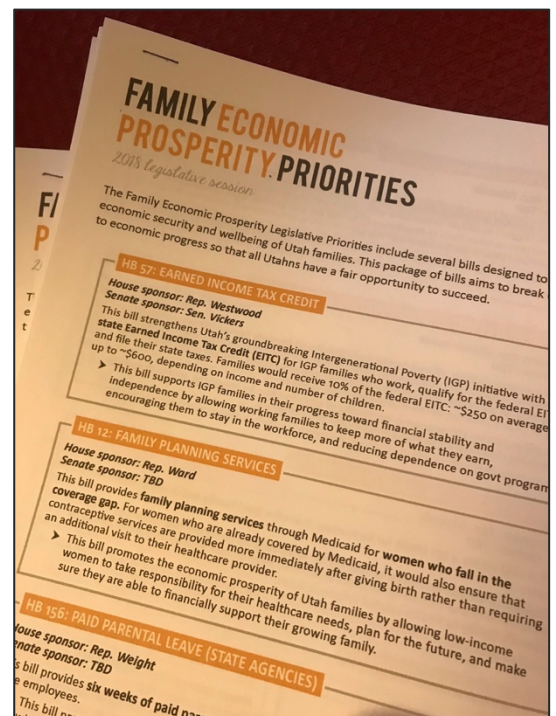 FAMILY ECONOMIC
PROSPERITY PRIORITIES
2018 legislative session
The Family Economic Prosperity Legislative Priorities include several bills designed to
economic security and wellbeing of Utah families. This package of bills aims to break
to economic progress so that all Utahns have a fair opportunity to succeed.
HB 57: EARNED INCOME TAX CREDIT
House sponsor: Rep. Westwood
Senate sponsor: Sen. Vickers
This bill strengthens Utah's groundbreaking Intergenerational Poverty (IGP) initiative with
state Earned Income Tax Credit (EITC) for IGP families who work, qualify for the federal EI
and file their state taxes. Families would receive 10% of the federal EITC: ~$250 on average
up to ~$600, depending on income and number of children.
➤ This bill supports IGP families in their progress toward financial stability and
independence by allowing working families to keep more of what they earn,
encouraging them to stay in the workforce, and reducing dependence on govt program
HB 12: FAMILY PLANNING SERVICES
House sponsor: Rep. Ward
Senate sponsor: TBD
This bill provides family planning services through Medicaid for women who fall in the
coverage gap. For women who are already covered by Medicaid, it would also ensure that
contraceptive services are provided more immediately after giving birth rather than requiring
an additional visit to their healthcare provider.
➤ This bill promotes the economic prosperity of Utah families by allowing low-income
women to take responsibility for their healthcare needs, plan for the future, and make
sure they are able to financially support their growing family.
HB 156: PAID PARENTAL LEAVE (STATE AGENCIES)
House sponsor: Rep. Weight
enate sponsor: TBD
s bill provides six weeks of paid
e employees.
This bill